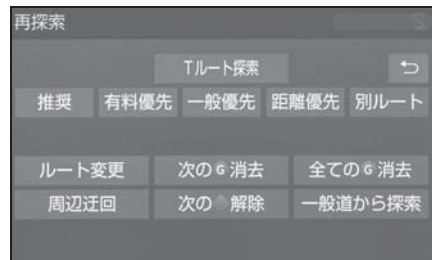 再探索
Tルート探索
推奨 有料優先 一般優先 距離優先 別ルート
ルート変更 次のG消去 全てのG消去
周辺迂回 次の 解除 一般道から探索